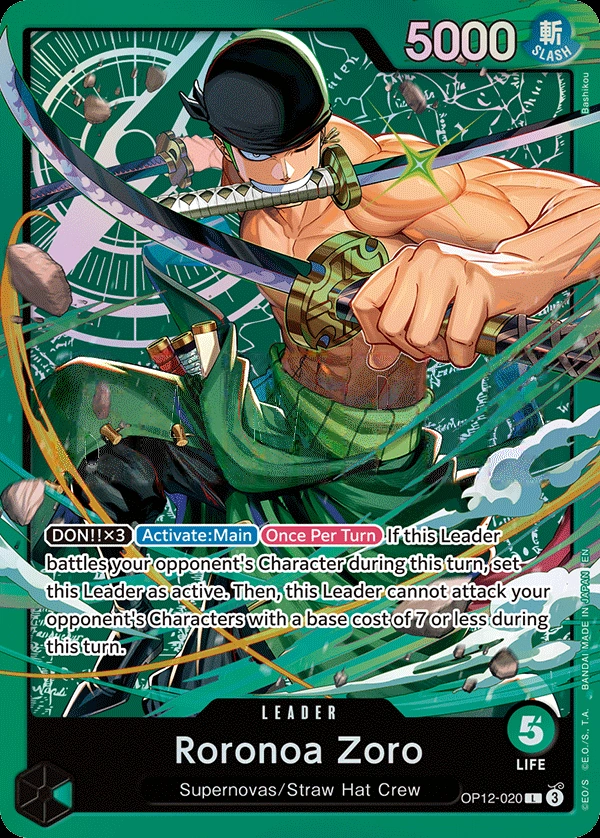 5000
斬
SLASH
Bashikou
DON!!×3 Activate:Main Once Per Turn If this Leader
battles your opponent's Character during this turn, set
this Leader as active. Then, this Leader cannot attack your
opponent's Characters with a base cost of 7 or less during
this turn.
BANDAI MADE IN JAPAN EN
©E.O./S., T.A.
©EO/S
LEADER
Roronoa Zoro
5
LIFE
Supernovas/Straw Hat Crew
OP12-020 L 3